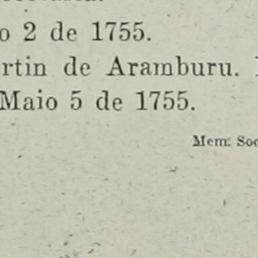 o 2 de 1755.
rtin de Aramburu.
Maio 5 de 1755.
Mem. Soc